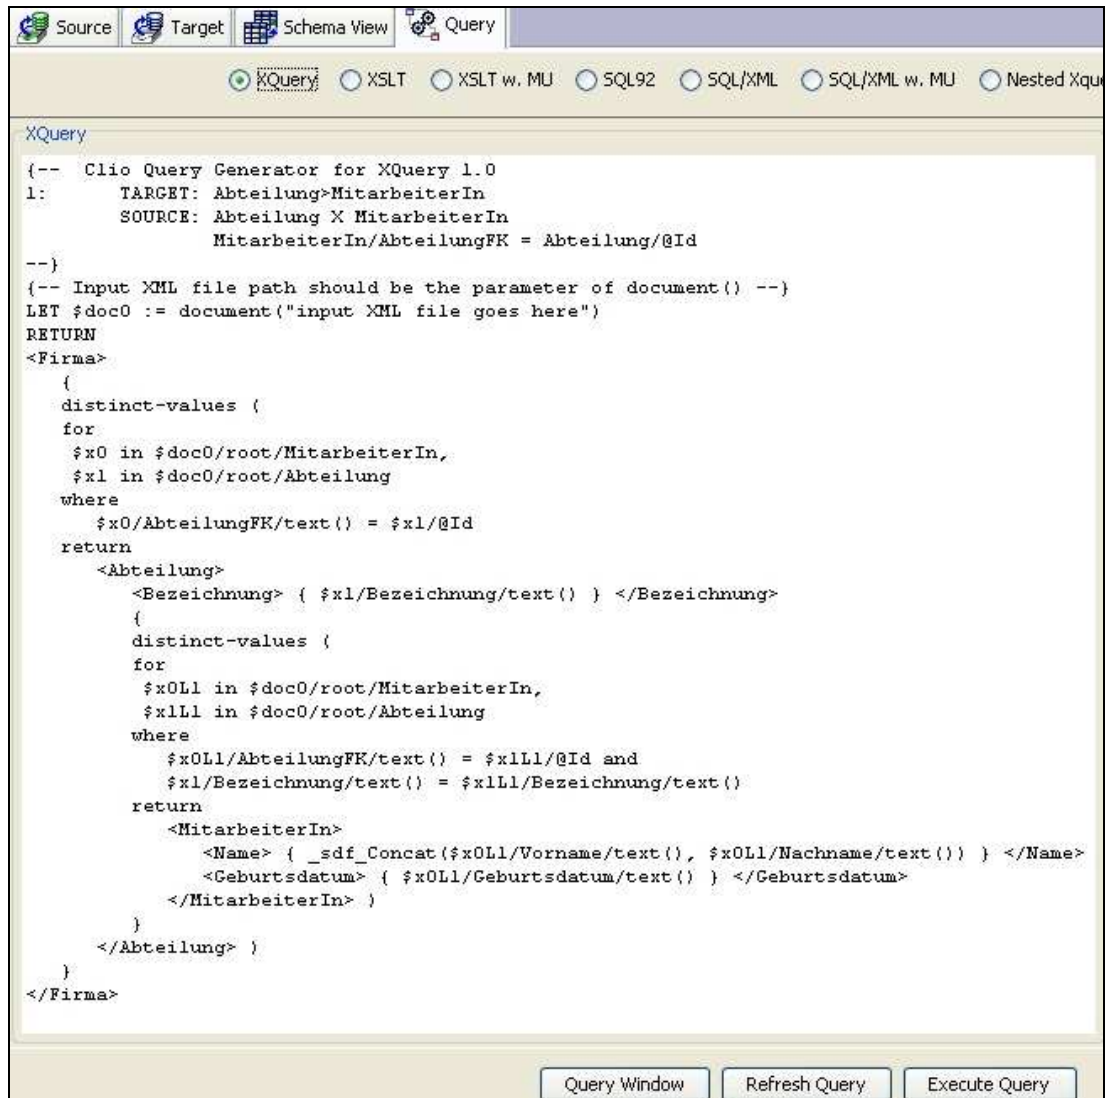 Source Target Schema View Query
XQuery XSLT XSLT w. MU SQL92 SQL/XML SQL/XML w. MU Nested Xque
XQuery
{--  Clio Query Generator for XQuery 1.0
1:      TARGET: Abteilung>MitarbeiterIn
        SOURCE: Abteilung X MitarbeiterIn
                MitarbeiterIn/AbteilungFK = Abteilung/@Id
--}
{-- Input XML file path should be the parameter of document() --}
LET $doc0 := document("input XML file goes here")
RETURN
<Firma>
   {
   distinct-values (
   for
    $x0 in $doc0/root/MitarbeiterIn,
    $x1 in $doc0/root/Abteilung
   where
      $x0/AbteilungFK/text() = $x1/@Id
   return
      <Abteilung>
         <Bezeichnung> { $x1/Bezeichnung/text() } </Bezeichnung>
         {
         distinct-values (
         for
          $x0L1 in $doc0/root/MitarbeiterIn,
          $x1L1 in $doc0/root/Abteilung
         where
            $x0L1/AbteilungFK/text() = $x1L1/@Id and
            $x1/Bezeichnung/text() = $x1L1/Bezeichnung/text()
         return
            <MitarbeiterIn>
               <Name> { _sdf_Concat($x0L1/Vorname/text(), $x0L1/Nachname/text()) } </Name>
               <Geburtsdatum> { $x0L1/Geburtsdatum/text() } </Geburtsdatum>
            </MitarbeiterIn> )
         }
      </Abteilung> )
   }
</Firma>
Query Window Refresh Query Execute Query